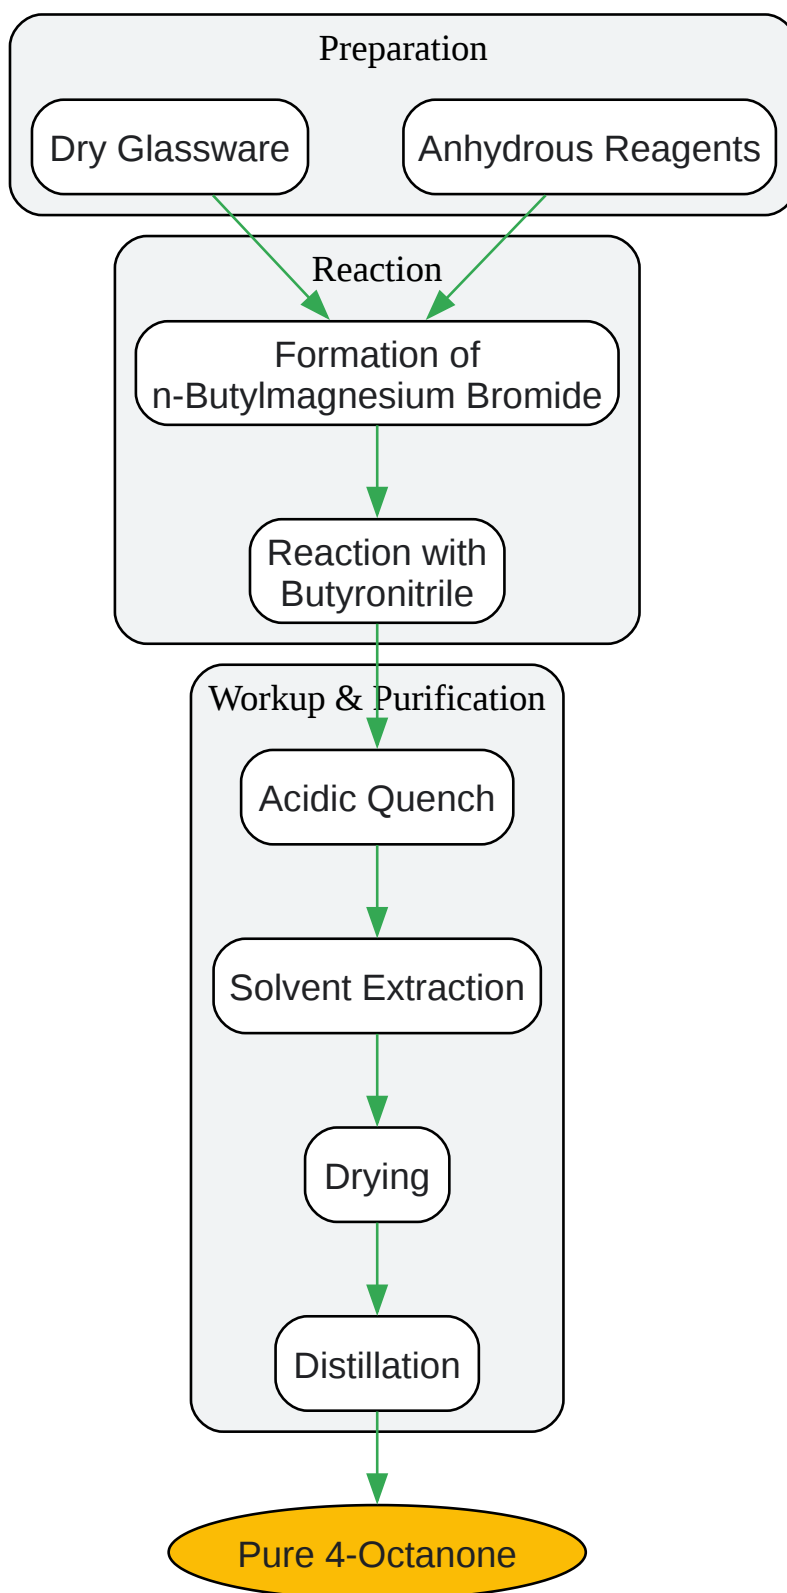 Preparation
Dry Glassware
Anhydrous Reagents
Reaction
Formation of
n-Butylmagnesium Bromide
Reaction with
Butyronitrile
Workup & Purification
Acidic Quench
Solvent Extraction
Drying
Distillation
Pure 4-Octanone